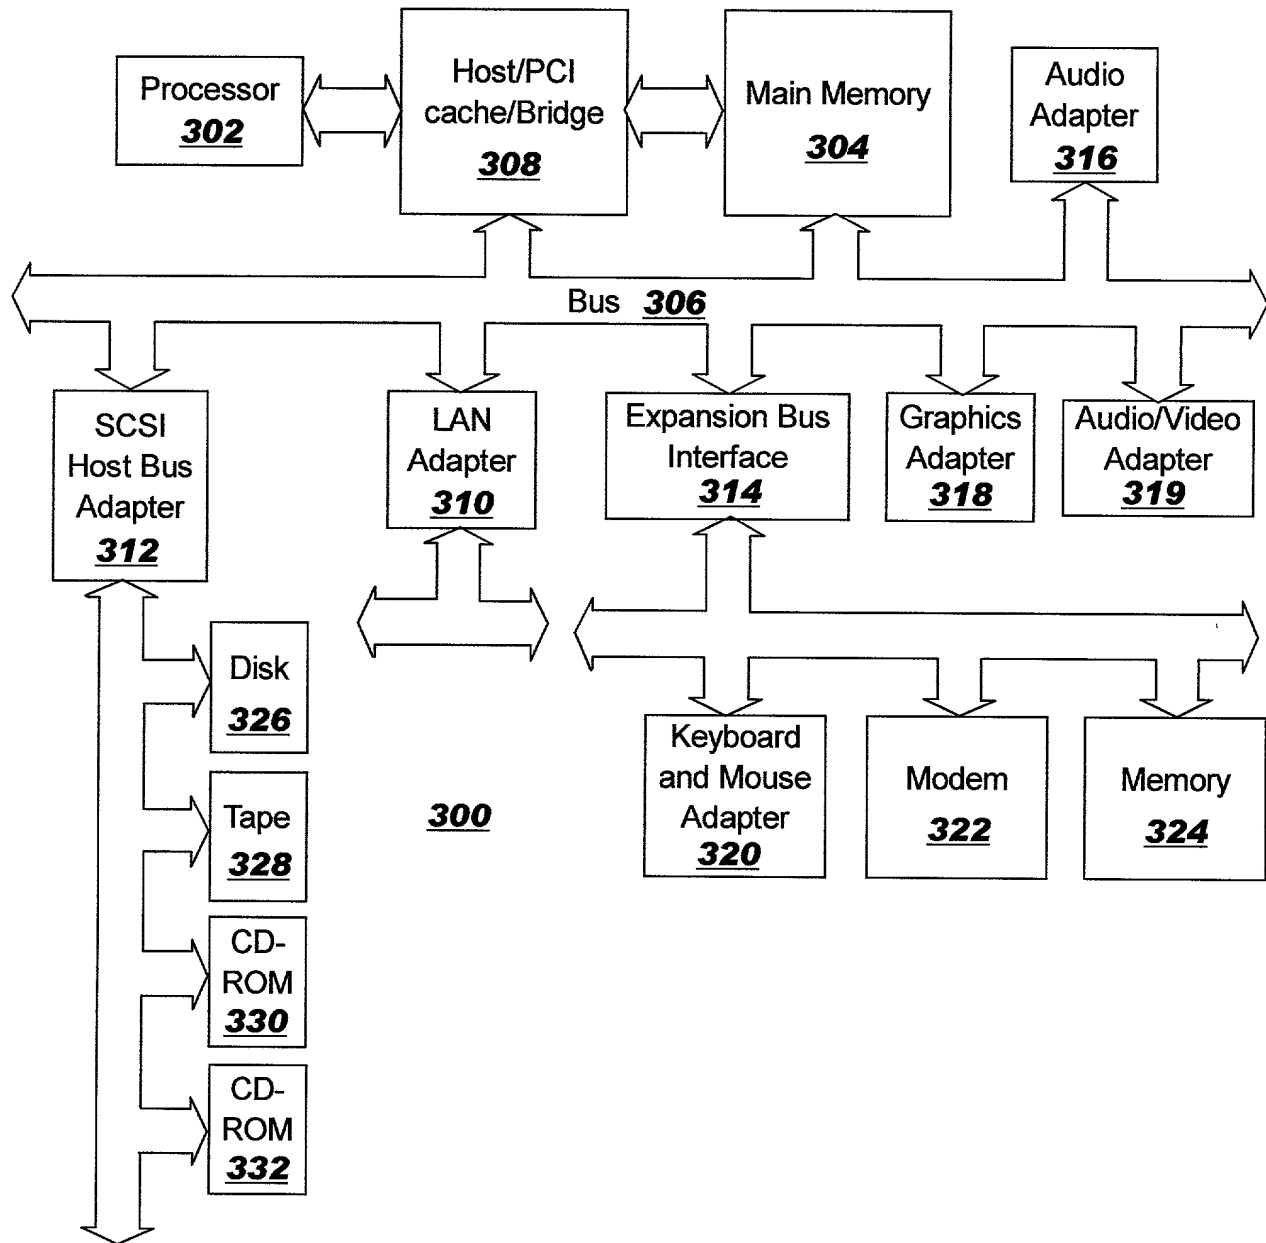 Processor
302
Host/PCI
cache/Bridge
308
Main Memory
304
Audio
Adapter
316
Bus 306
SCSI
Host Bus
Adapter
312
LAN
Adapter
310
Expansion Bus
Interface
314
Graphics
Adapter
318
Audio/Video
Adapter
319
Disk
326
Tape
328
CD-
ROM
330
CD-
ROM
332
300
Keyboard
and Mouse
Adapter
320
Modem
322
Memory
324